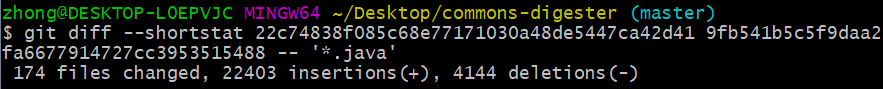 zhong@DESKTOP-L0EPVJC MINGW64 ~/Desktop/commons-digester (master)
$ git diff --shortstat 22c74838f085c68e77171030a48de5447ca42d41 9fb541b5c5f9daa2
fa6677914727cc3953515488 -- '*.java'
 174 files changed, 22403 insertions(+), 4144 deletions(-)